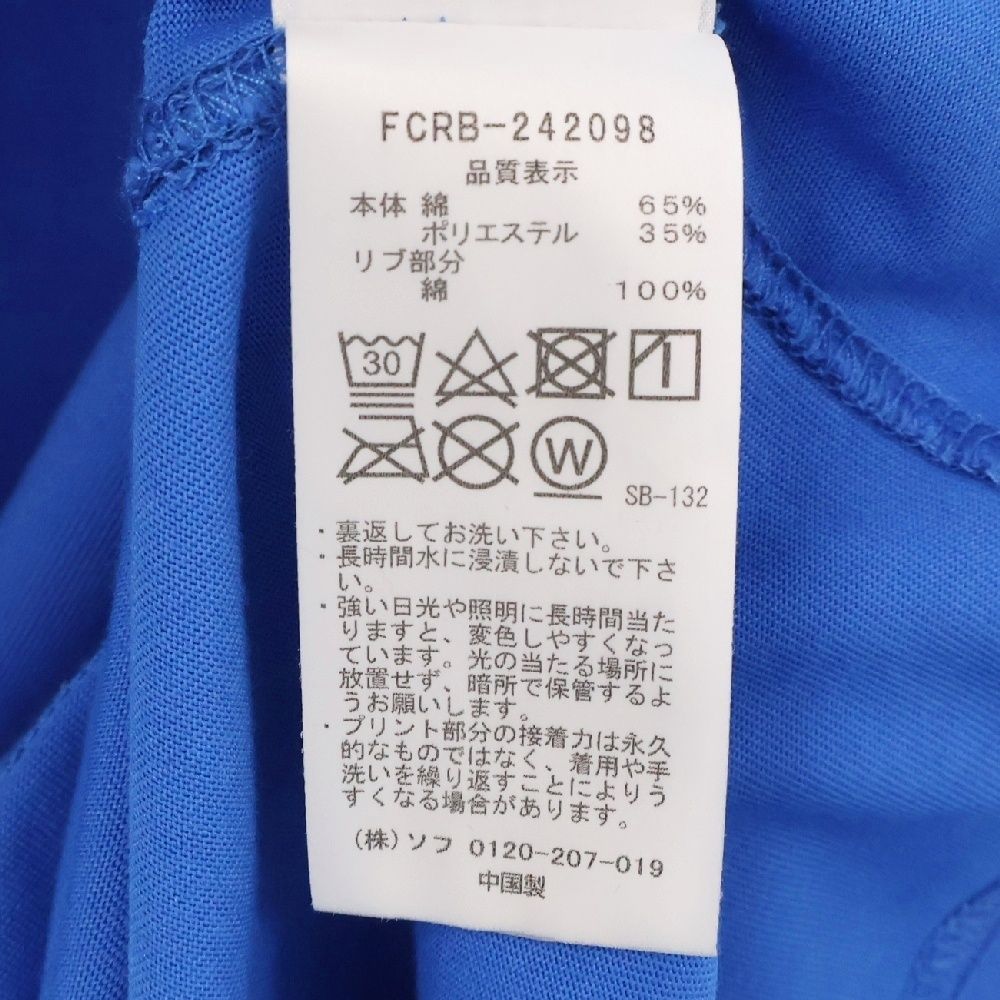 FCRB-242098
品質表示
本体 綿 65%
ポリエステル 35%
リブ部分
綿 100%
30
W
SB-132
・裏返してお洗い下さい。
・長時間水に浸漬しないで下さ
い。
・強い日光や照明に長時間当た
りますと、変色しやすくなっ
ています。光の当たる場所に
放置せず、暗所で保管するよ
うお願いします。
・プリント部分の接着力は永久
的なものではなく、着用や手
洗いを繰り返すことによりう
すくなる場合があります。
(株)ソフ 0120-207-019
中国製